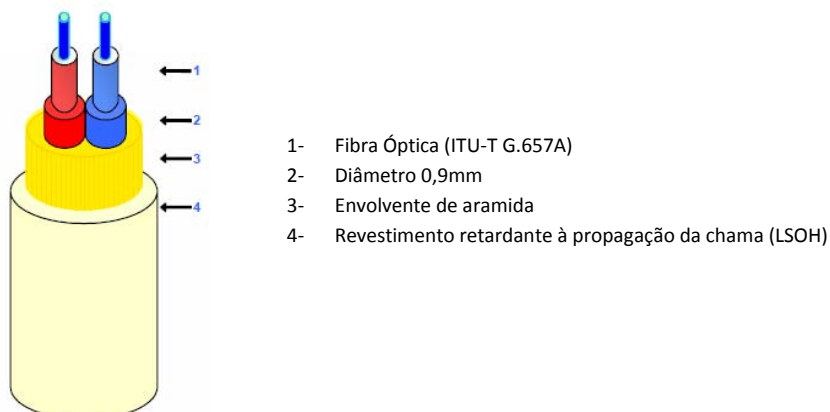 1
2
3
4
1- Fibra Óptica (ITU-T G.657A)
2- Diâmetro 0,9mm
3- Envolvente de aramida
4- Revestimento retardante à propagação da chama (LSOH)